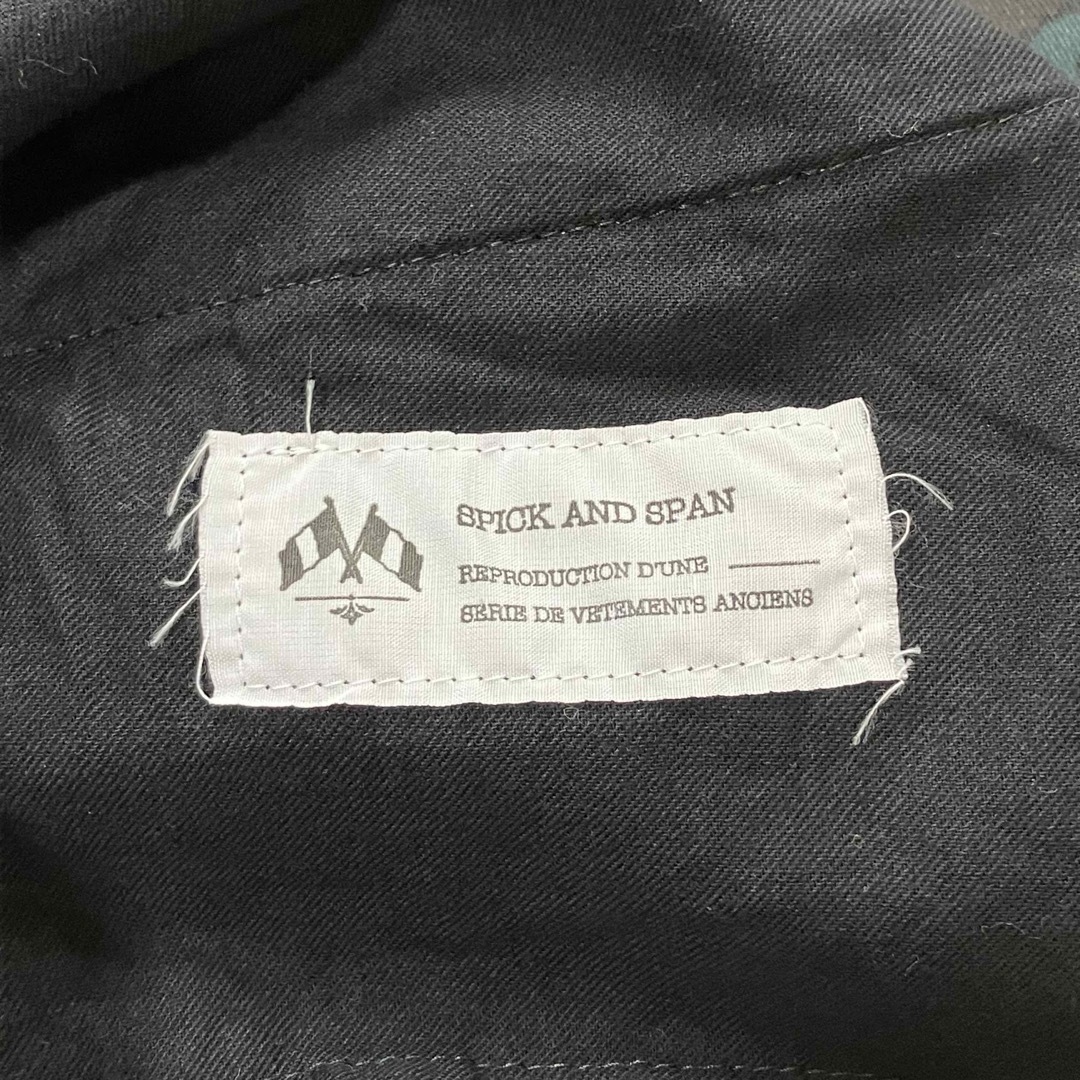 SPICK AND SPAN
REPRODUCTION D'UNE
SERIE DE VETEMENTS ANCIENS